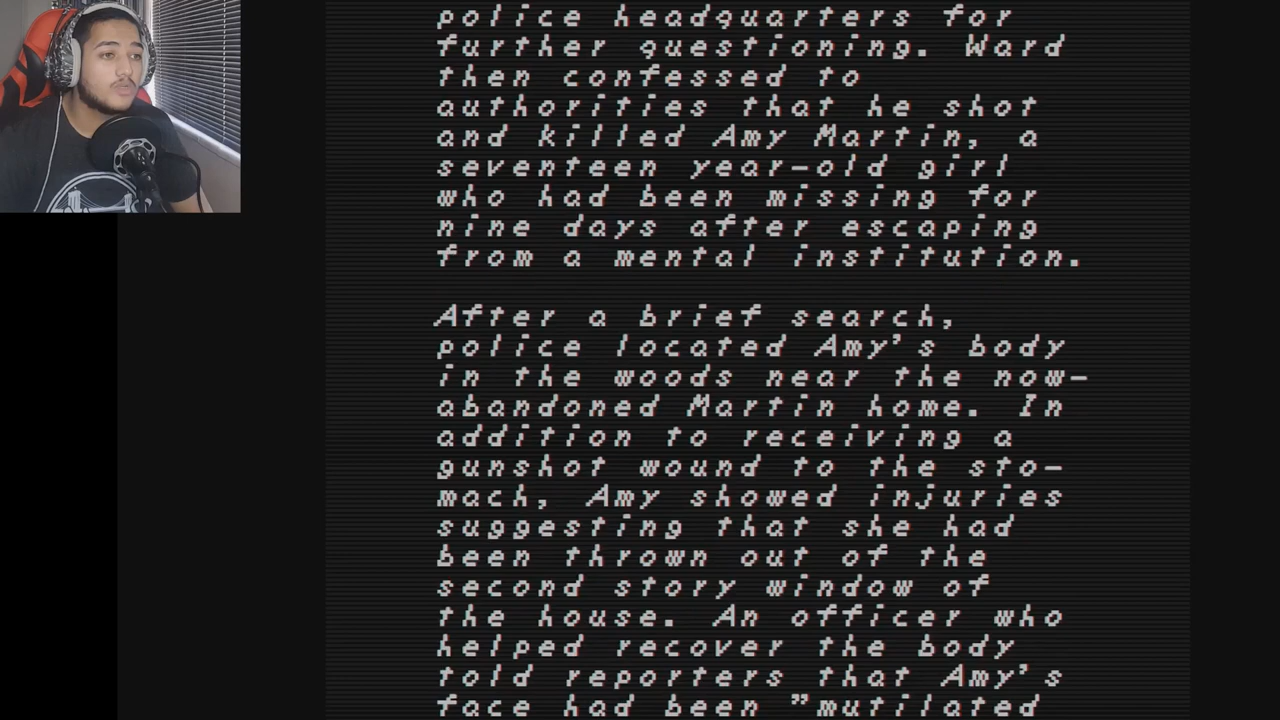 police headquarters for
further questioning. Ward
then confessed to
authorities that he shot
and killed Amy Martin, a
seventeen year-old girl
who had been missing for
nine days after escaping
from a mental institution.
After a brief search,
police located Amy's body
in the woods near the now-
abandoned Martin home. In
addition to receiving a
gunshot wound to the sto-
mach, Amy showed injuries
suggesting that she had
been thrown out of the
second story window of
the house. An officer who
helped recover the body
told reporters that Amy's
face had been "mutilated